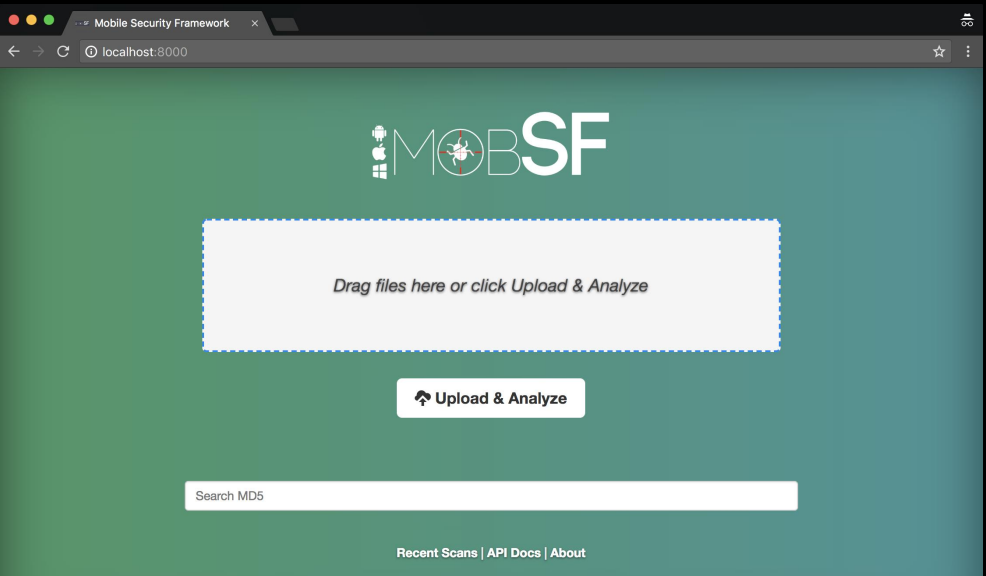 Mobile Security Framework
localhost:8000
MOBSF
Drag files here or click Upload & Analyze
Upload & Analyze
Search MD5
Recent Scans | API Docs | About